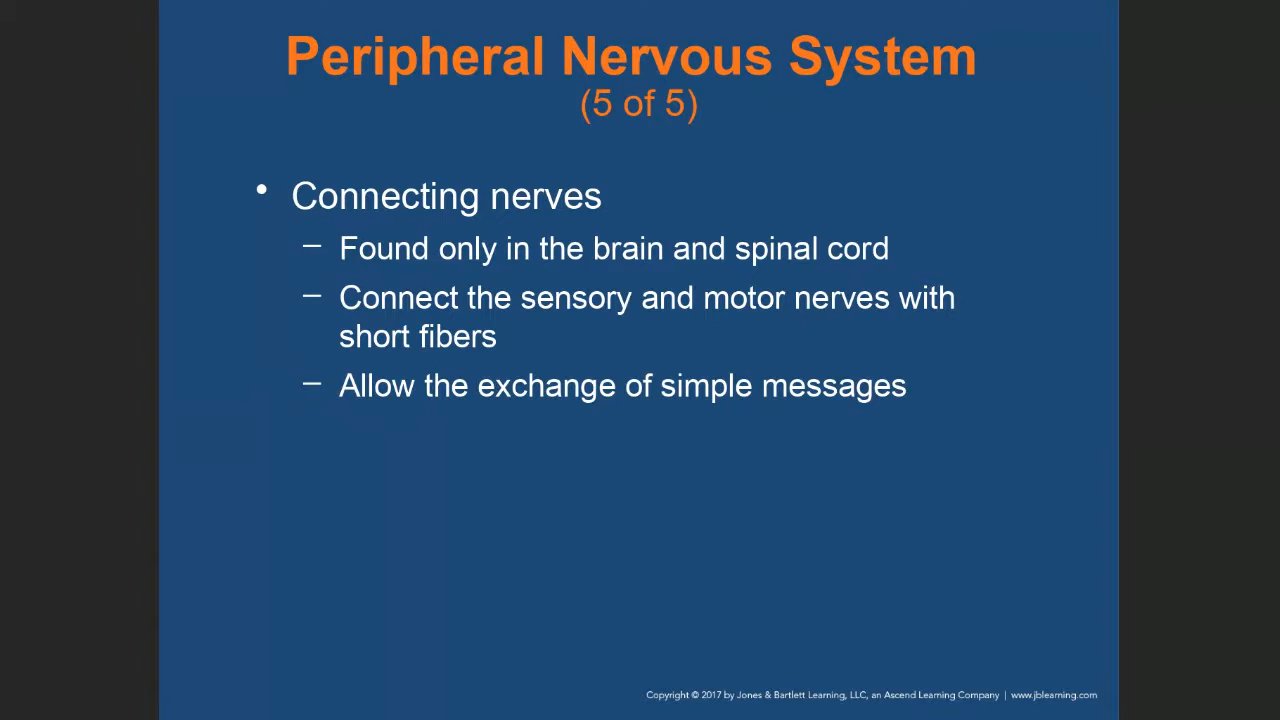 Peripheral Nervous System
(5 of 5)
• Connecting nerves
– Found only in the brain and spinal cord
– Connect the sensory and motor nerves with
short fibers
– Allow the exchange of simple messages
Copyright © 2017 by Jones & Bartlett Learning, LLC, an Ascend Learning Company | www.jblearning.com